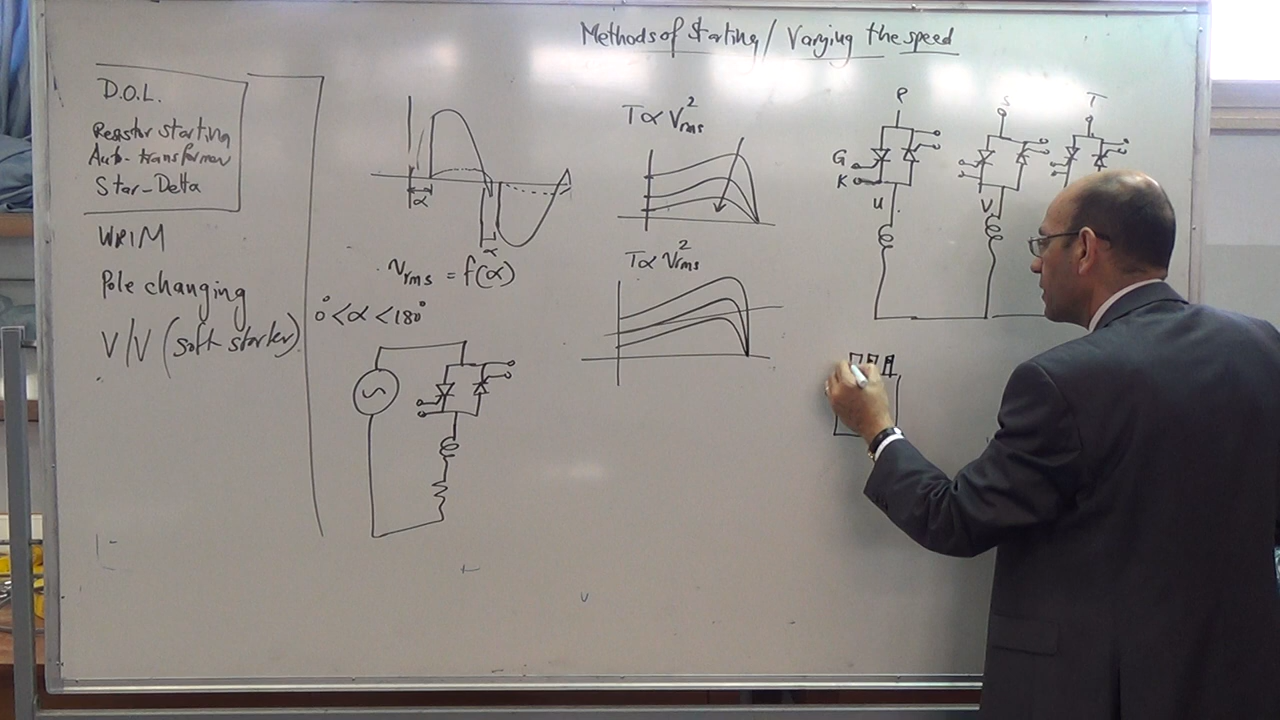 Methods of Starting / Varying the speed
D.O.L.
Resistor starting
Auto-transformer
Star-Delta
WRIM
Pole changing
V/V (soft starter)
α
α
Vrms = f(α)
0° < α < 180°
T α V²rms
T α V²rms
R
S
T
G
K
U
V